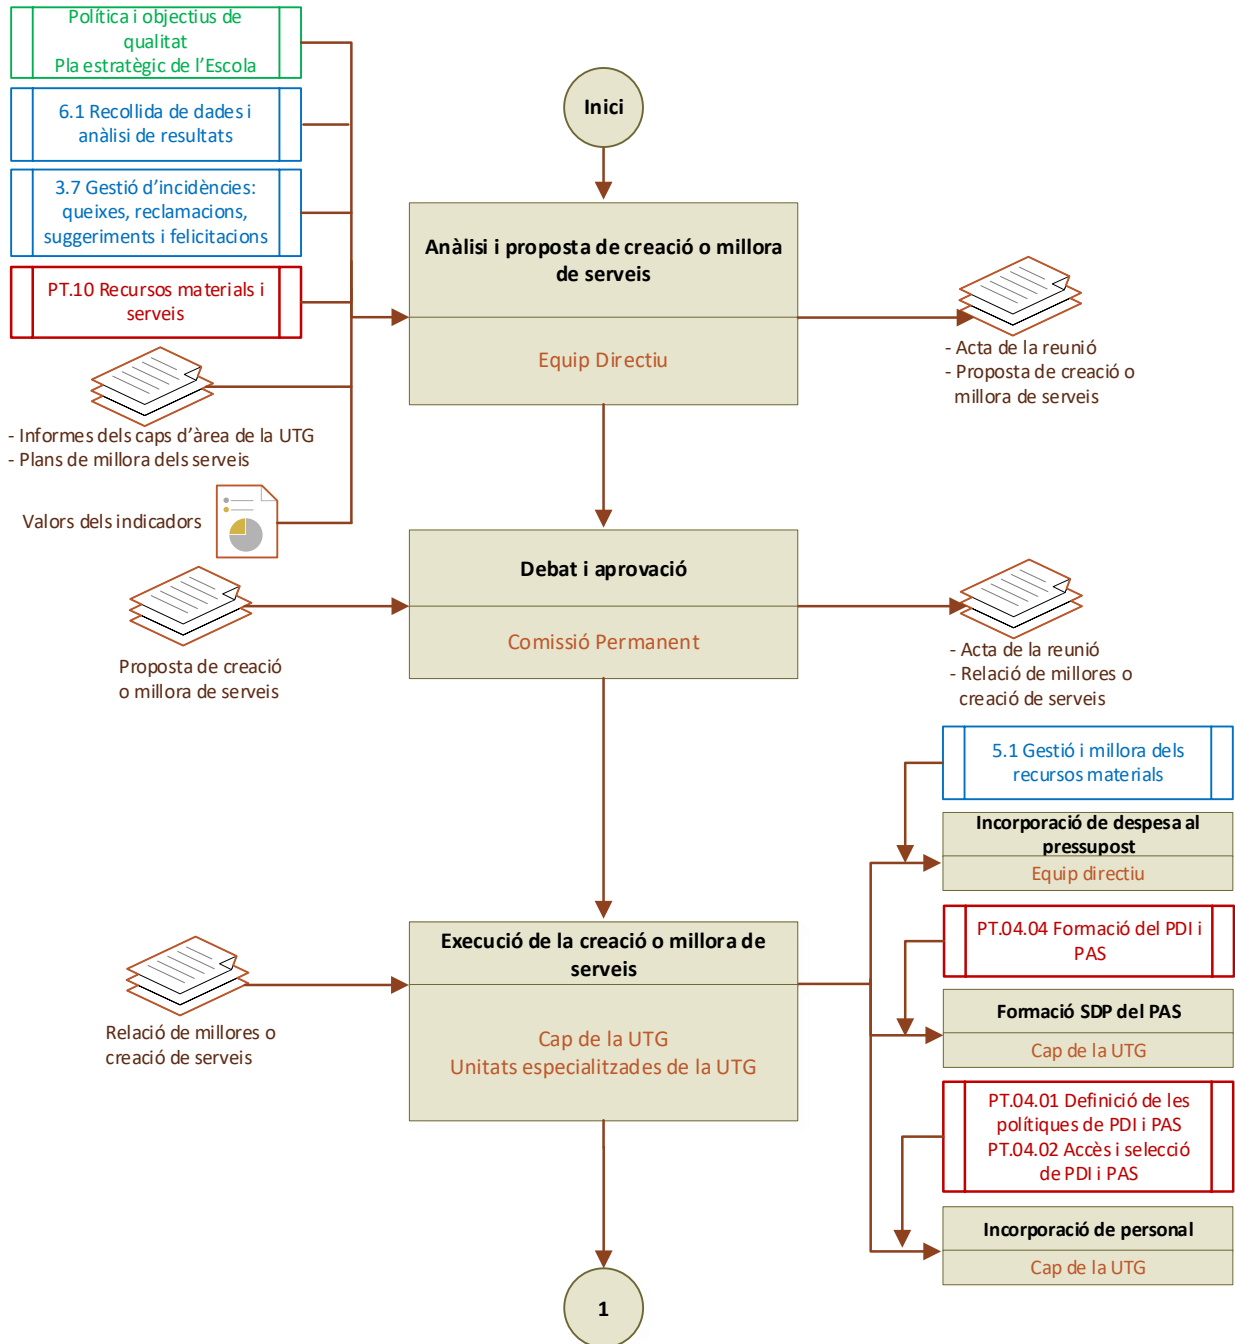 Política i objectius de
qualitat
Pla estratègic de l'Escola
6.1 Recollida de dades i
anàlisi de resultats
3.7 Gestió d'incidències:
queixes, reclamacions,
suggeriments i felicitacions
PT.10 Recursos materials i
serveis
- Informes dels caps d'àrea de la UTG
- Plans de millora dels serveis
Valors dels indicadors
Inici
Anàlisi i proposta de creació o millora
de serveis
Equip Directiu
- Acta de la reunió
- Proposta de creació o
millora de serveis
Proposta de creació
o millora de serveis
Debat i aprovació
Comissió Permanent
- Acta de la reunió
- Relació de millores o
creació de serveis
Relació de millores o
creació de serveis
Execució de la creació o millora de
serveis
Cap de la UTG
Unitats especialitzades de la UTG
5.1 Gestió i millora dels
recursos materials
Incorporació de despesa al
pressupost
Equip directiu
PT.04.04 Formació del PDI i
PAS
Formació SDP del PAS
Cap de la UTG
PT.04.01 Definició de les
polítiques de PDI i PAS
PT.04.02 Accès i selecció
de PDI i PAS
Incorporació de personal
Cap de la UTG
1